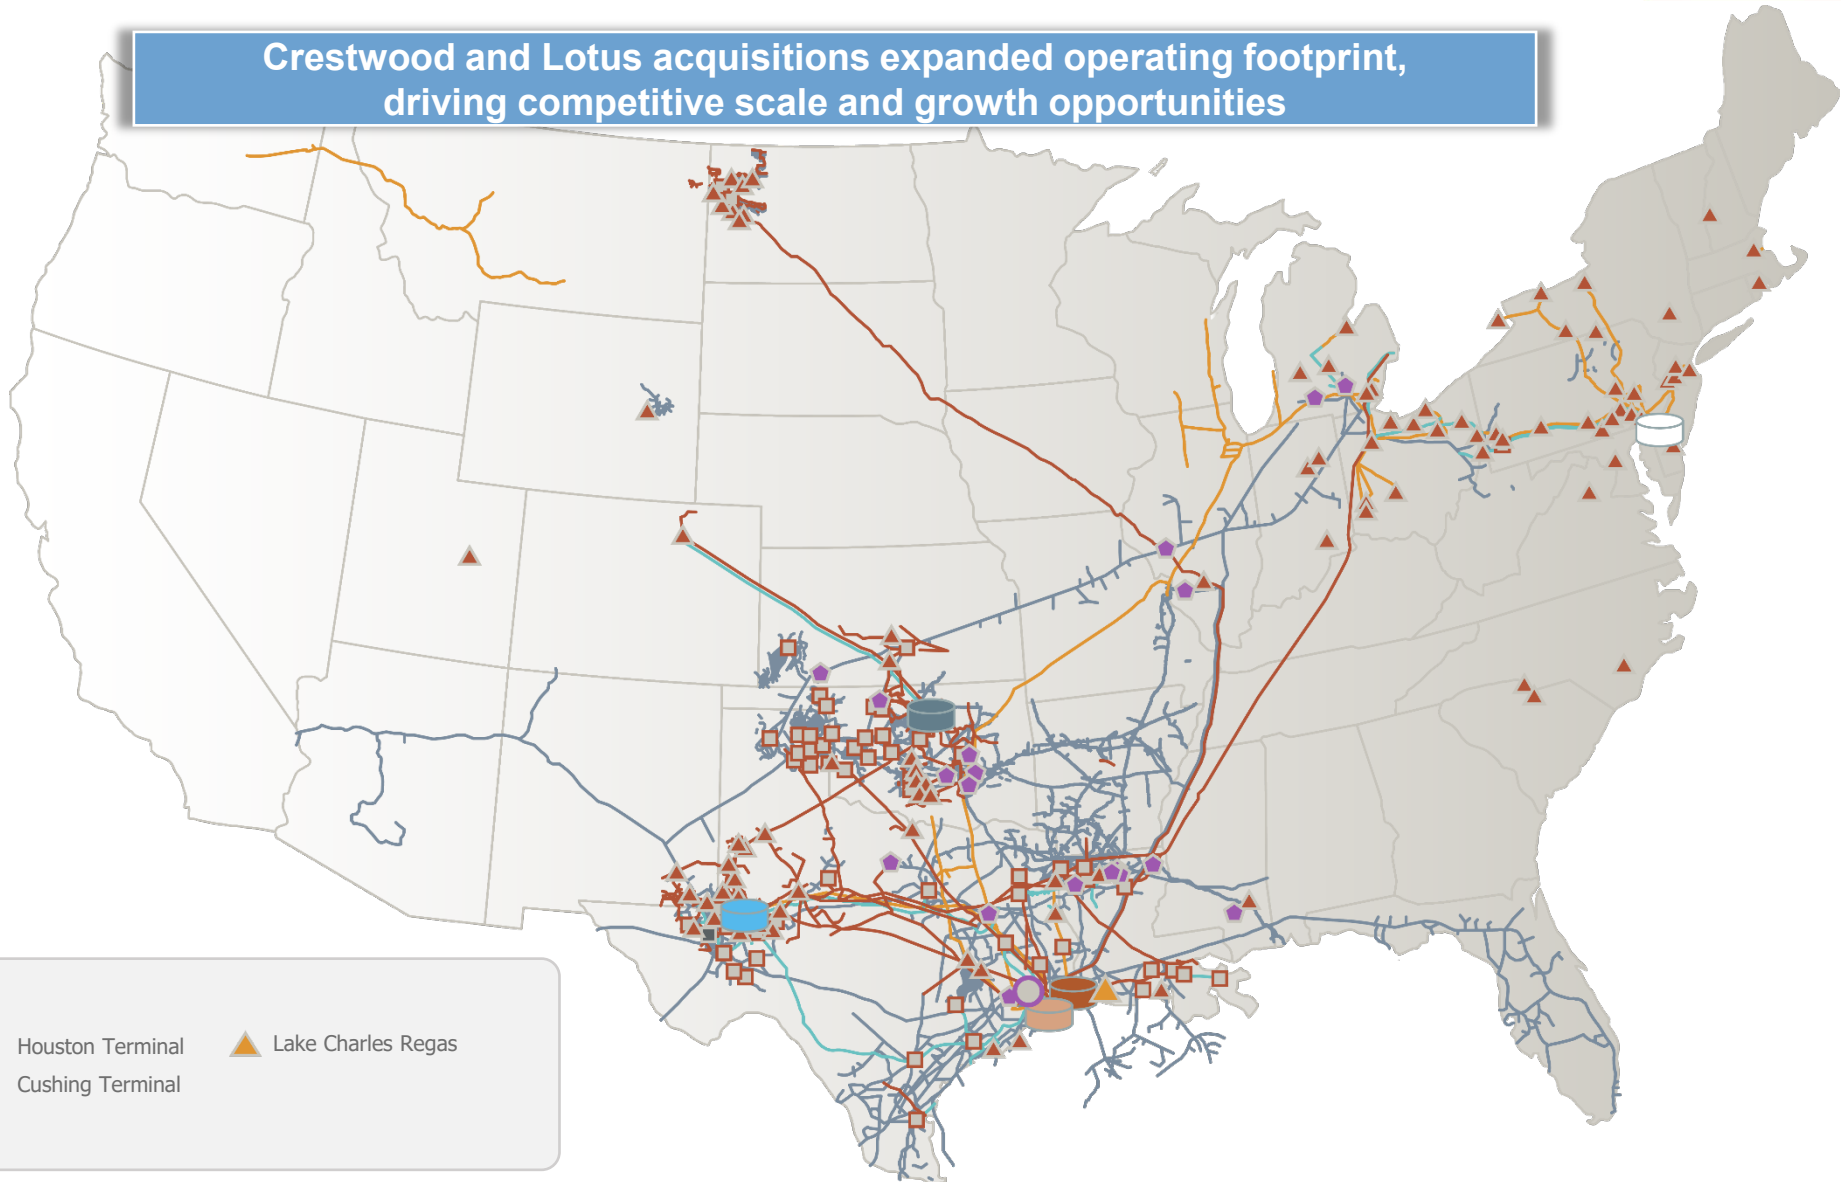 Crestwood and Lotus acquisitions expanded operating footprint,
driving competitive scale and growth opportunities
Houston Terminal
Lake Charles Regas
Cushing Terminal